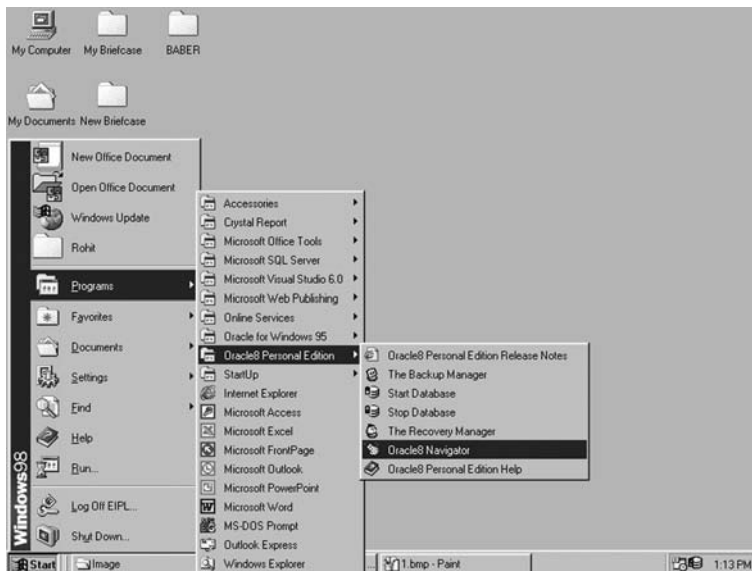 My Computer
My Briefcase
BABER
My Documents
New Briefcase
New Office Document
Open Office Document
Windows Update
Rohit
Programs
Favorites
Documents
Settings
Find
Help
Run...
Log Off EIPL...
Shut Down...
Windows98
Accessories
Crystal Report
Microsoft Office Tools
Microsoft SQL Server
Microsoft Visual Studio 6.0
Microsoft Web Publishing
Online Services
Oracle for Windows 95
Oracle8 Personal Edition
StartUp
Internet Explorer
Microsoft Access
Microsoft Excel
Microsoft FrontPage
Microsoft Outlook
Microsoft PowerPoint
Microsoft Word
MS-DOS Prompt
Outlook Express
Windows Explorer
Oracle8 Personal Edition Release Notes
The Backup Manager
Start Database
Stop Database
The Recovery Manager
Oracle8 Navigator
Oracle8 Personal Edition Help
Start
Image
...
1.bmp - Paint
1:13 PM